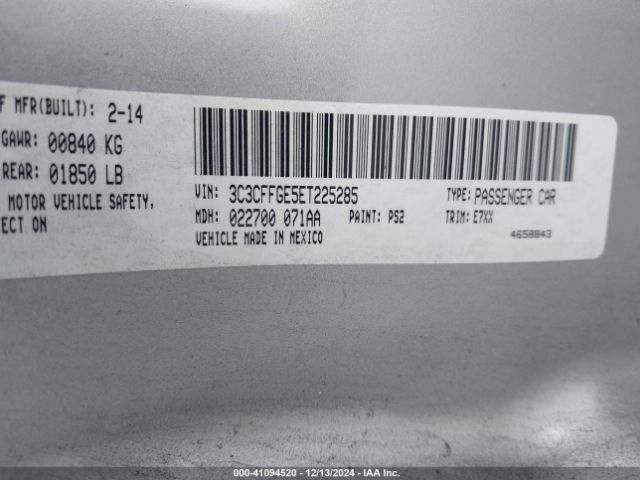 F MFR(BUILT): 2-14
GAWR: 00840 KG
REAR: 01850 LB
MOTOR VEHICLE SAFETY,
ECT ON
VIN: 3C3CFFGE5ET225285
TYPE: PASSENGER CAR
MDH: 022700 071AA
PAINT: PS2
TRIM: E7XX
VEHICLE MADE IN MEXICO
4658843
000-41094520 | 12/13/2024 - IAA Inc.